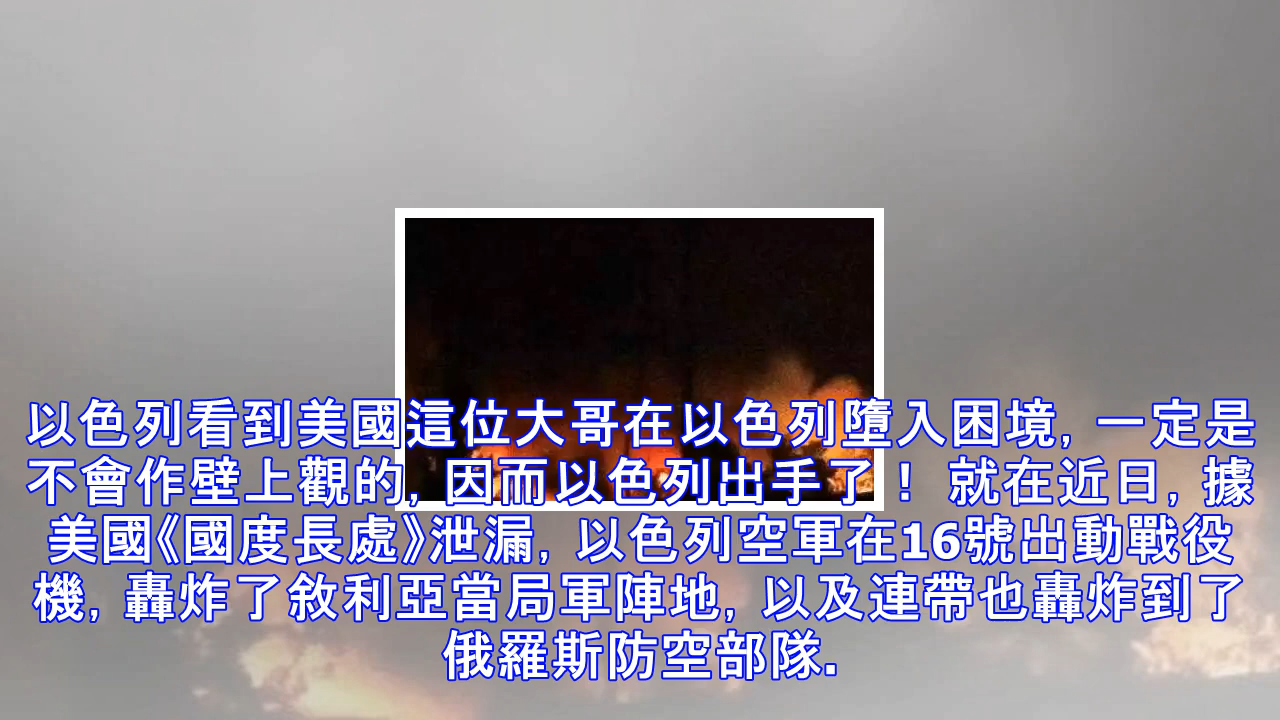 以色列看到美國這位大哥在以色列墮入困境, 一定是
不會作壁上觀的, 因而以色列出手了！ 就在近日, 據
美國《國度長處》泄漏, 以色列空軍在16號出動戰役
機, 轟炸了敘利亞當局軍陣地, 以及連帶也轟炸到了
俄羅斯防空部隊.